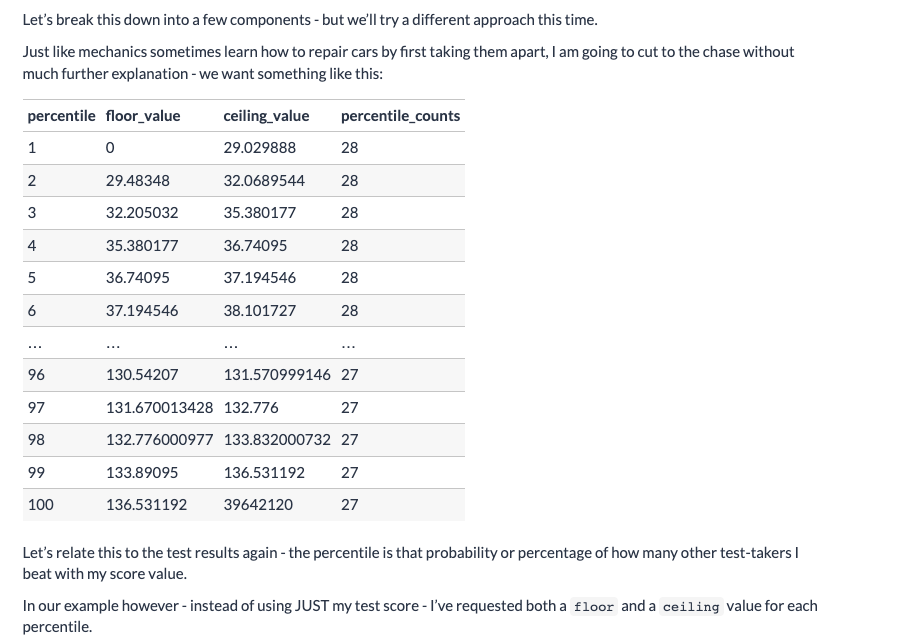 Let's break this down into a few components - but we'll try a different approach this time.
Just like mechanics sometimes learn how to repair cars by first taking them apart, I am going to cut to the chase without
much further explanation - we want something like this:
percentile floor_value ceiling_value percentile_counts
1 0 29.029888 28
2 29.48348 32.0689544 28
3 32.205032 35.380177 28
4 35.380177 36.74095 28
5 36.74095 37.194546 28
6 37.194546 38.101727 28
... ... ... ...
96 130.54207 131.570999146 27
97 131.670013428 132.776 27
98 132.776000977 133.832000732 27
99 133.89095 136.531192 27
100 136.531192 39642120 27
Let's relate this to the test results again - the percentile is that probability or percentage of how many other test-takers I
beat with my score value.
In our example however - instead of using JUST my test score - I've requested both a floor and a ceiling value for each
percentile.